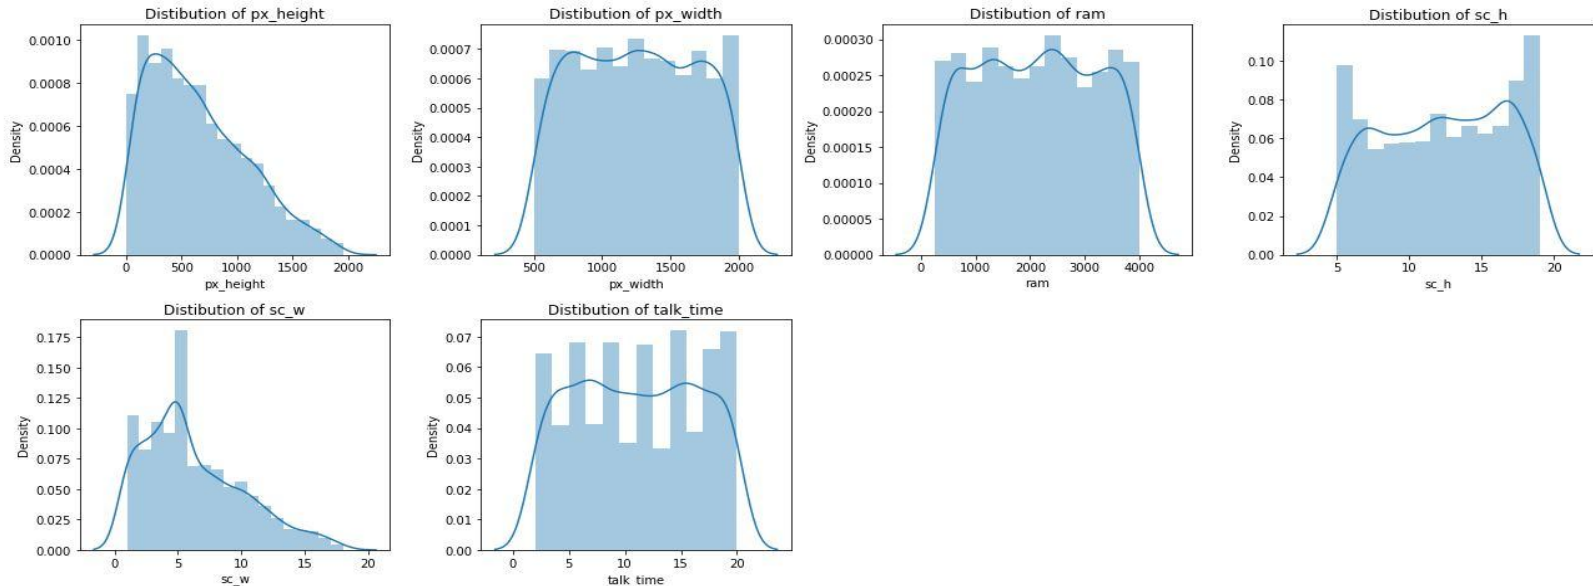 Distibution of px_height
0.0010
0.0008
0.0006
0.0004
0.0002
0.0000
Density
0 500 1000 1500 2000
px_height
Distibution of px_width
0.0007
0.0006
0.0005
0.0004
0.0003
0.0002
0.0001
0.0000
Density
500 1000 1500 2000
px_width
Distibution of ram
0.00030
0.00025
0.00020
0.00015
0.00010
0.00005
0.00000
Density
0 1000 2000 3000 4000
ram
Distibution of sc_h
0.10
0.08
0.06
0.04
0.02
0.00
Density
5 10 15 20
sc_h
Distibution of sc_w
0.175
0.150
0.125
0.100
0.075
0.050
0.025
0.000
Density
0 5 10 15 20
sc_w
Distibution of talk_time
0.07
0.06
0.05
0.04
0.03
0.02
0.01
0.00
Density
0 5 10 15 20
talk_time